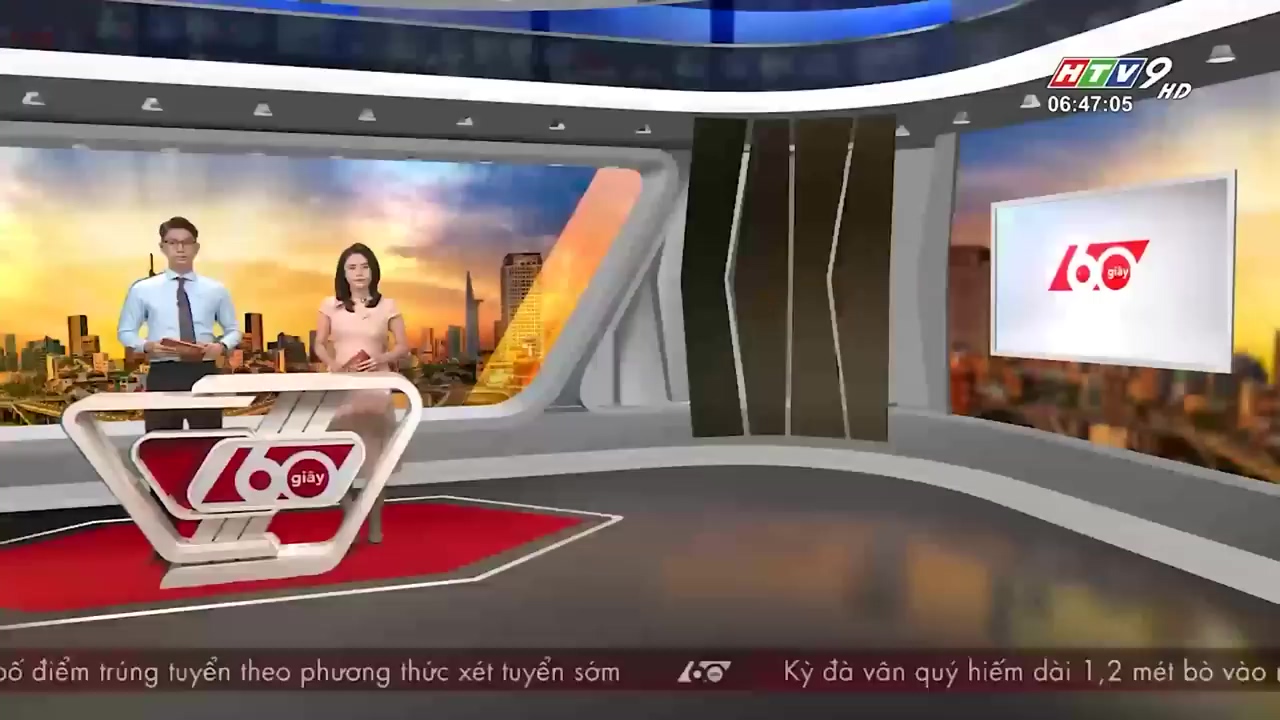 HTV9
HD
06:47:05
60 giây
60 giây
bố điểm trúng tuyển theo phương thức xét tuyển sớm 60 Kỳ đà vân quý hiếm dài 1,2 mét bò vào